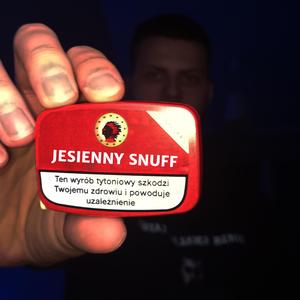 JESIENNY SNUFF
Ten wyrób tytoniowy szkodzi
Twojemu zdrowiu i powoduje
uzależnienie